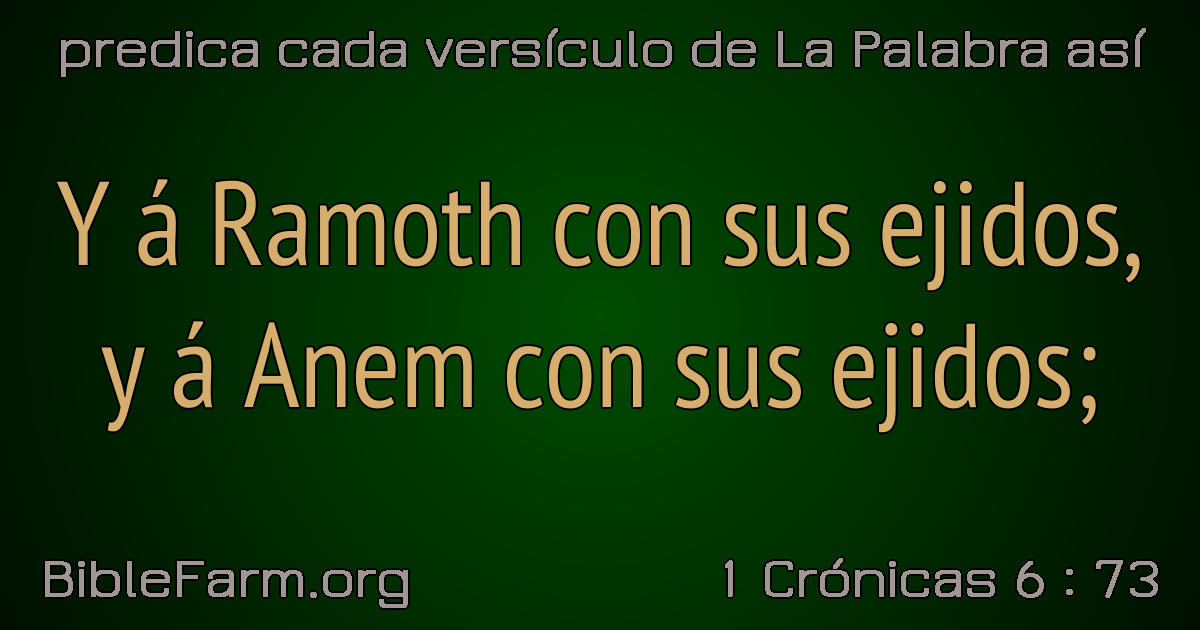 predica cada versículo de La Palabra así
Y á Ramoth con sus ejidos,
y á Anem con sus ejidos;
BibleFarm.org
1 Crónicas 6 : 73